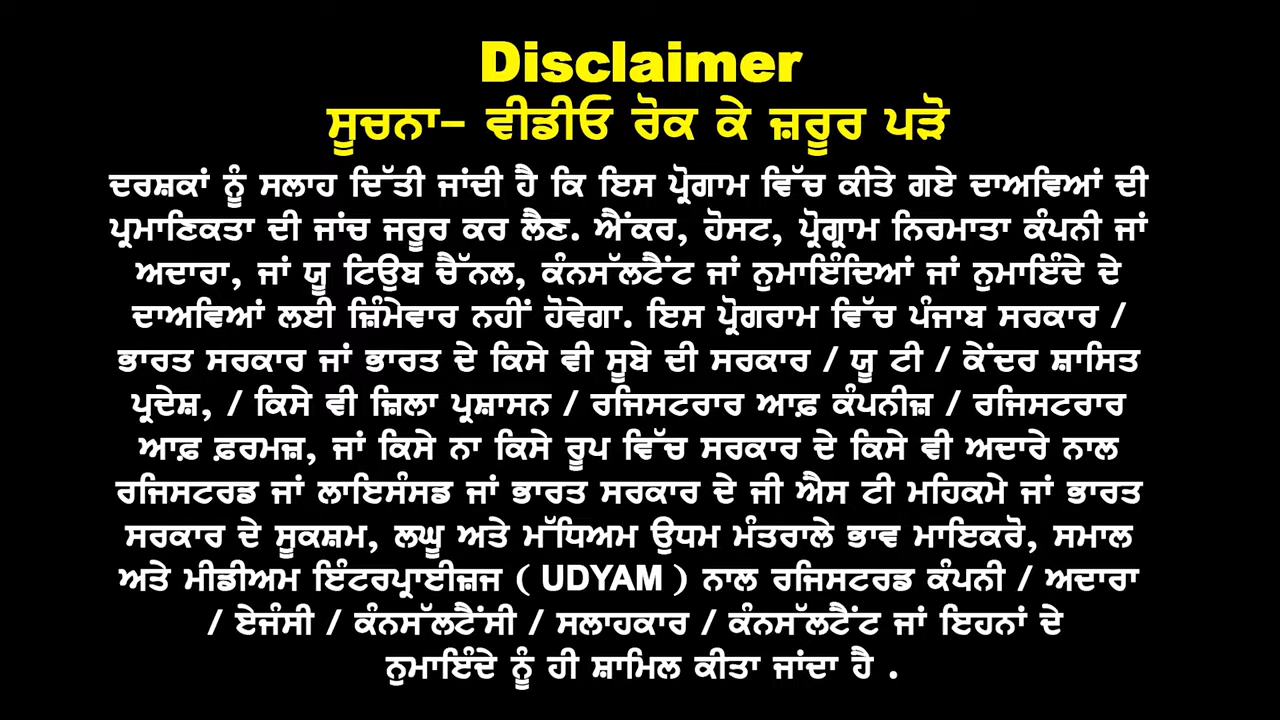 Disclaimer
ਸੂਚਨਾ- ਵੀਡੀਓ ਰੋਕ ਕੇ ਜ਼ਰੂਰ ਪੜੋ
ਦਰਸ਼ਕਾਂ ਨੂੰ ਸਲਾਹ ਦਿੱਤੀ ਜਾਂਦੀ ਹੈ ਕਿ ਇਸ ਪ੍ਰੋਗਾਮ ਵਿੱਚ ਕੀਤੇ ਗਏ ਦਾਅਵਿਆਂ ਦੀ
ਪ੍ਰਮਾਣਿਕਤਾ ਦੀ ਜਾਂਚ ਜਰੂਰ ਕਰ ਲੈਣ. ਐਂਕਰ, ਹੋਸਟ, ਪ੍ਰੋਗ੍ਰਾਮ ਨਿਰਮਾਤਾ ਕੰਪਨੀ ਜਾਂ
ਅਦਾਰਾ, ਜਾਂ ਯੂ ਟਿਉਬ ਚੈੱਨਲ, ਕੰਨਸੱਲਟੈਂਟ ਜਾਂ ਨੁਮਾਇੰਦਿਆਂ ਜਾਂ ਨੁਮਾਇੰਦੇ ਦੇ
ਦਾਅਵਿਆਂ ਲਈ ਜ਼ਿੰਮੇਵਾਰ ਨਹੀਂ ਹੋਵੇਗਾ. ਇਸ ਪ੍ਰੋਗਰਾਮ ਵਿੱਚ ਪੰਜਾਬ ਸਰਕਾਰ /
ਭਾਰਤ ਸਰਕਾਰ ਜਾਂ ਭਾਰਤ ਦੇ ਕਿਸੇ ਵੀ ਸੂਬੇ ਦੀ ਸਰਕਾਰ / ਯੂ ਟੀ / ਕੇਂਦਰ ਸ਼ਾਸਿਤ
ਪ੍ਰਦੇਸ਼, / ਕਿਸੇ ਵੀ ਜ਼ਿਲਾ ਪ੍ਰਸ਼ਾਸਨ / ਰਜਿਸਟਰਾਰ ਆਫ਼ ਕੰਪਨੀਜ਼ / ਰਜਿਸਟਰਾਰ
ਆਫ਼ ਫ਼ਰਮਜ਼, ਜਾਂ ਕਿਸੇ ਨਾ ਕਿਸੇ ਰੂਪ ਵਿੱਚ ਸਰਕਾਰ ਦੇ ਕਿਸੇ ਵੀ ਅਦਾਰੇ ਨਾਲ
ਰਜਿਸਟਰਡ ਜਾਂ ਲਾਇਸੰਸਡ ਜਾਂ ਭਾਰਤ ਸਰਕਾਰ ਦੇ ਜੀ ਐਸ ਟੀ ਮਹਿਕਮੇ ਜਾਂ ਭਾਰਤ
ਸਰਕਾਰ ਦੇ ਸੂਕਸ਼ਮ, ਲਘੂ ਅਤੇ ਮੱਧਿਅਮ ਉਧਮ ਮੰਤਰਾਲੇ ਭਾਵ ਮਾਇਕਰੋ, ਸਮਾਲ
ਅਤੇ ਮੀਡੀਅਮ ਇੰਟਰਪ੍ਰਾਈਜ਼ਜ ( UDYAM ) ਨਾਲ ਰਜਿਸਟਰਡ ਕੰਪਨੀ / ਅਦਾਰਾ
/ ਏਜੰਸੀ / ਕੰਨਸੱਲਟੈਂਸੀ / ਸਲਾਹਕਾਰ / ਕੰਨਸੱਲਟੈਂਟ ਜਾਂ ਇਹਨਾਂ ਦੇ
ਨੁਮਾਇੰਦੇ ਨੂੰ ਹੀ ਸ਼ਾਮਿਲ ਕੀਤਾ ਜਾਂਦਾ ਹੈ .